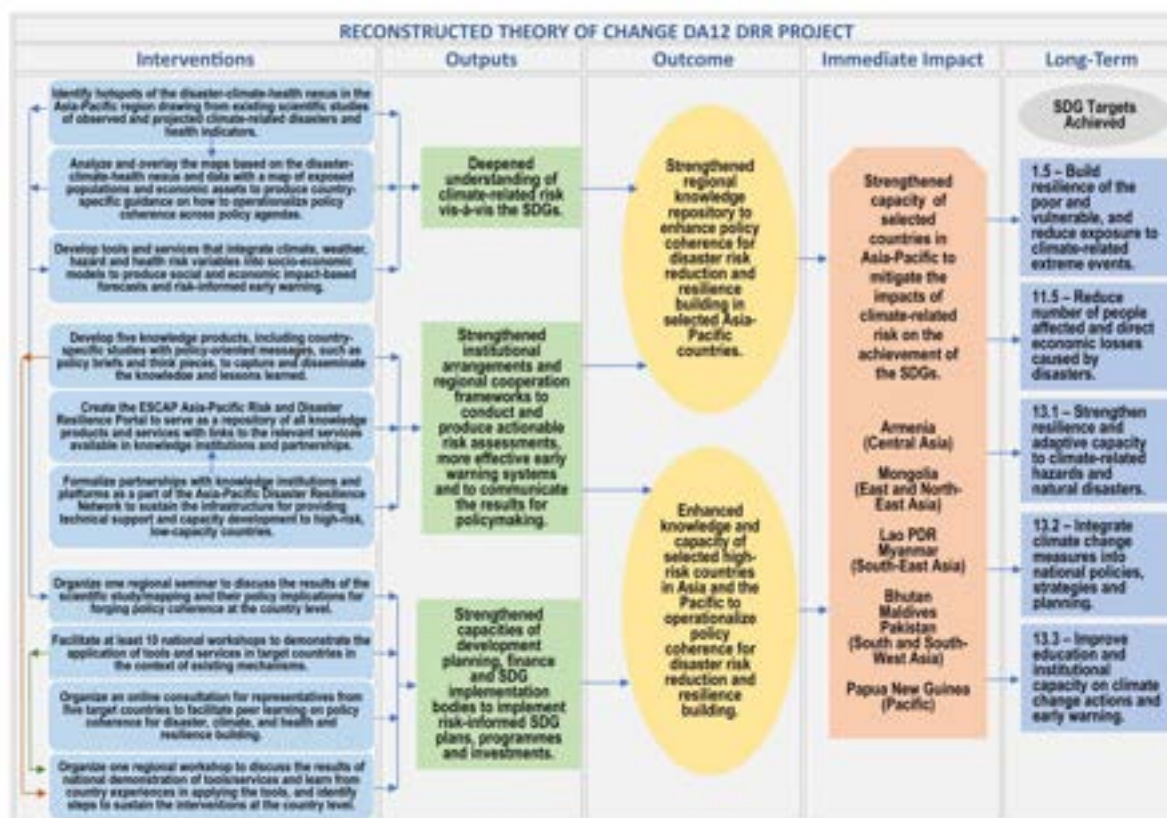 RECONSTRUCTED THEORY OF CHANGE DA12 DRR PROJECT
Interventions
Outputs
Outcome
Immediate Impact
Long-Term
Identify hotspots of the disaster-climate-health nexus in the
Asia-Pacific region drawing from existing scientific studies
of observed and projected climate-related disasters and
health indicators.
Analyze and overlay the maps based on the disaster-
climate-health nexus and data with a map of exposed
populations and economic assets to produce country-
specific guidance on how to operationalize policy
coherence across policy agendas.
Develop tools and services that integrate climate, weather,
hazard and health risk variables into socio-economic
models to produce social and economic impact-based
forecasts and risk-informed early warning.
Develop five knowledge products, including country-
specific studies with policy-oriented messages, such as
policy briefs and think pieces, to capture and disseminate
the knowledge and lessons learned.
Create the ESCAP Asia-Pacific Risk and Disaster
Resilience Portal to serve as a repository of all knowledge
products and services with links to the relevant services
available in knowledge institutions and partnerships.
Formalize partnerships with knowledge institutions and
platforms as a part of the Asia-Pacific Disaster Resilience
Network to sustain the infrastructure for providing
technical support and capacity development to high-risk,
low-capacity countries.
Organize one regional seminar to discuss the results of the
scientific study/mapping and their policy implications for
forging policy coherence at the country level.
Facilitate at least 10 national workshops to demonstrate the
application of tools and services in target countries in
the context of existing mechanisms.
Organize an online consultation for representatives from
five target countries to facilitate peer learning on policy
coherence for disaster, climate, and health and
resilience building.
Organize one regional workshop to discuss the results of
national demonstration of tools/services and learn from
country experiences in applying the tools, and identify
steps to sustain the interventions at the country level.
Deepened
understanding of
climate-related risk
vis-à-vis the SDGs.
Strengthened
institutional
arrangements and
regional cooperation
frameworks to
conduct and
produce actionable
risk assessments,
more effective early
warning systems
and to communicate
the results for
policymaking.
Strengthened
capacities of
development
planning, finance
and SDG
implementation
bodies to implement
risk-informed SDG
plans, programmes
and investments.
Strengthened
regional
knowledge
repository to
enhance policy
coherence for
disaster risk
reduction and
resilience
building in
selected Asia-
Pacific
countries.
Enhanced
knowledge and
capacity of
selected high-
risk countries
in Asia and the
Pacific to
operationalize
policy
coherence for
disaster risk
reduction and
resilience
building.
Strengthened
capacity of
selected
countries in
Asia-Pacific to
mitigate the
impacts of
climate-related
risk on the
achievement of
the SDGs.
Armenia
(Central Asia)
Mongolia
(East and North-
East Asia)
Lao PDR
Myanmar
(South-East Asia)
Bhutan
Maldives
Pakistan
(South and South-
West Asia)
Papua New Guinea
(Pacific)
SDG Targets
Achieved
1.5 – Build
resilience of the
poor and
vulnerable, and
reduce exposure to
climate-related
extreme events.
11.5 – Reduce
number of people
affected and direct
economic losses
caused by
disasters.
13.1 – Strengthen
resilience and
adaptive capacity
to climate-related
hazards and
natural disasters.
13.2 – Integrate
climate change
measures into
national policies,
strategies and
planning.
13.3 – Improve
education and
institutional
capacity on climate
change actions and
early warning.